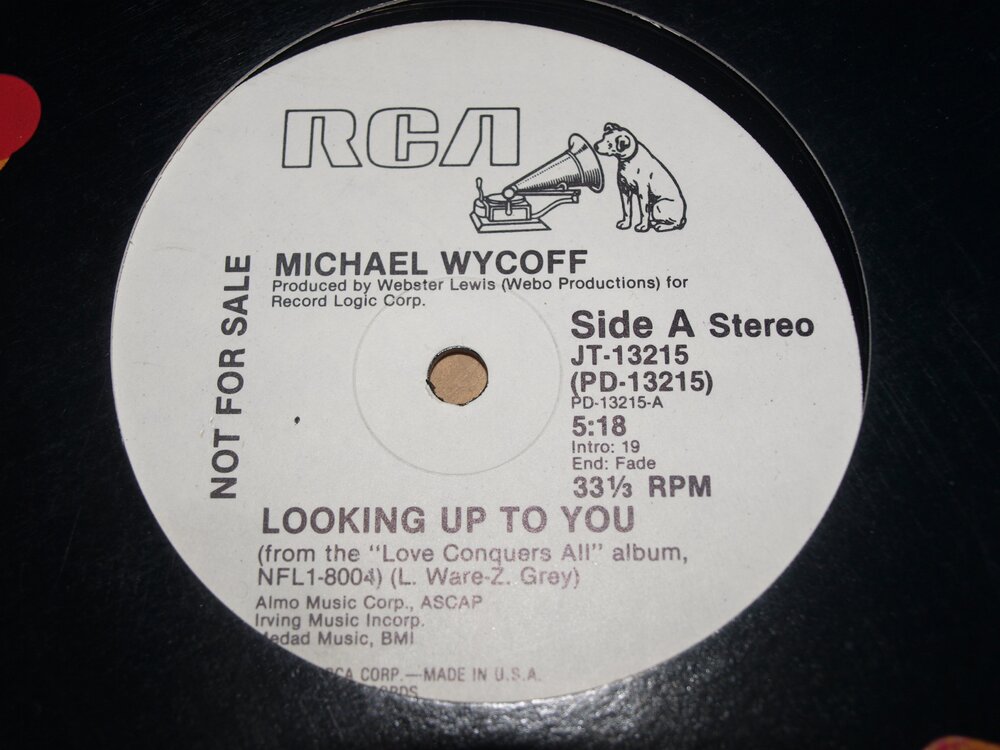 RCA
NOT FOR SALE
MICHAEL WYCOFF
Produced by Webster Lewis (Webo Productions) for
Record Logic Corp.
Side A Stereo
JT-13215
(PD-13215)
PD-13215-A
5:18
Intro: 19
End: Fade
33⅓ RPM
LOOKING UP TO YOU
(from the "Love Conquers All" album,
NFL1-8004) (L. Ware-Z. Grey)
Almo Music Corp., ASCAP
Irving Music Incorp.
Music, BMI
CORP.—MADE IN U.S.A.